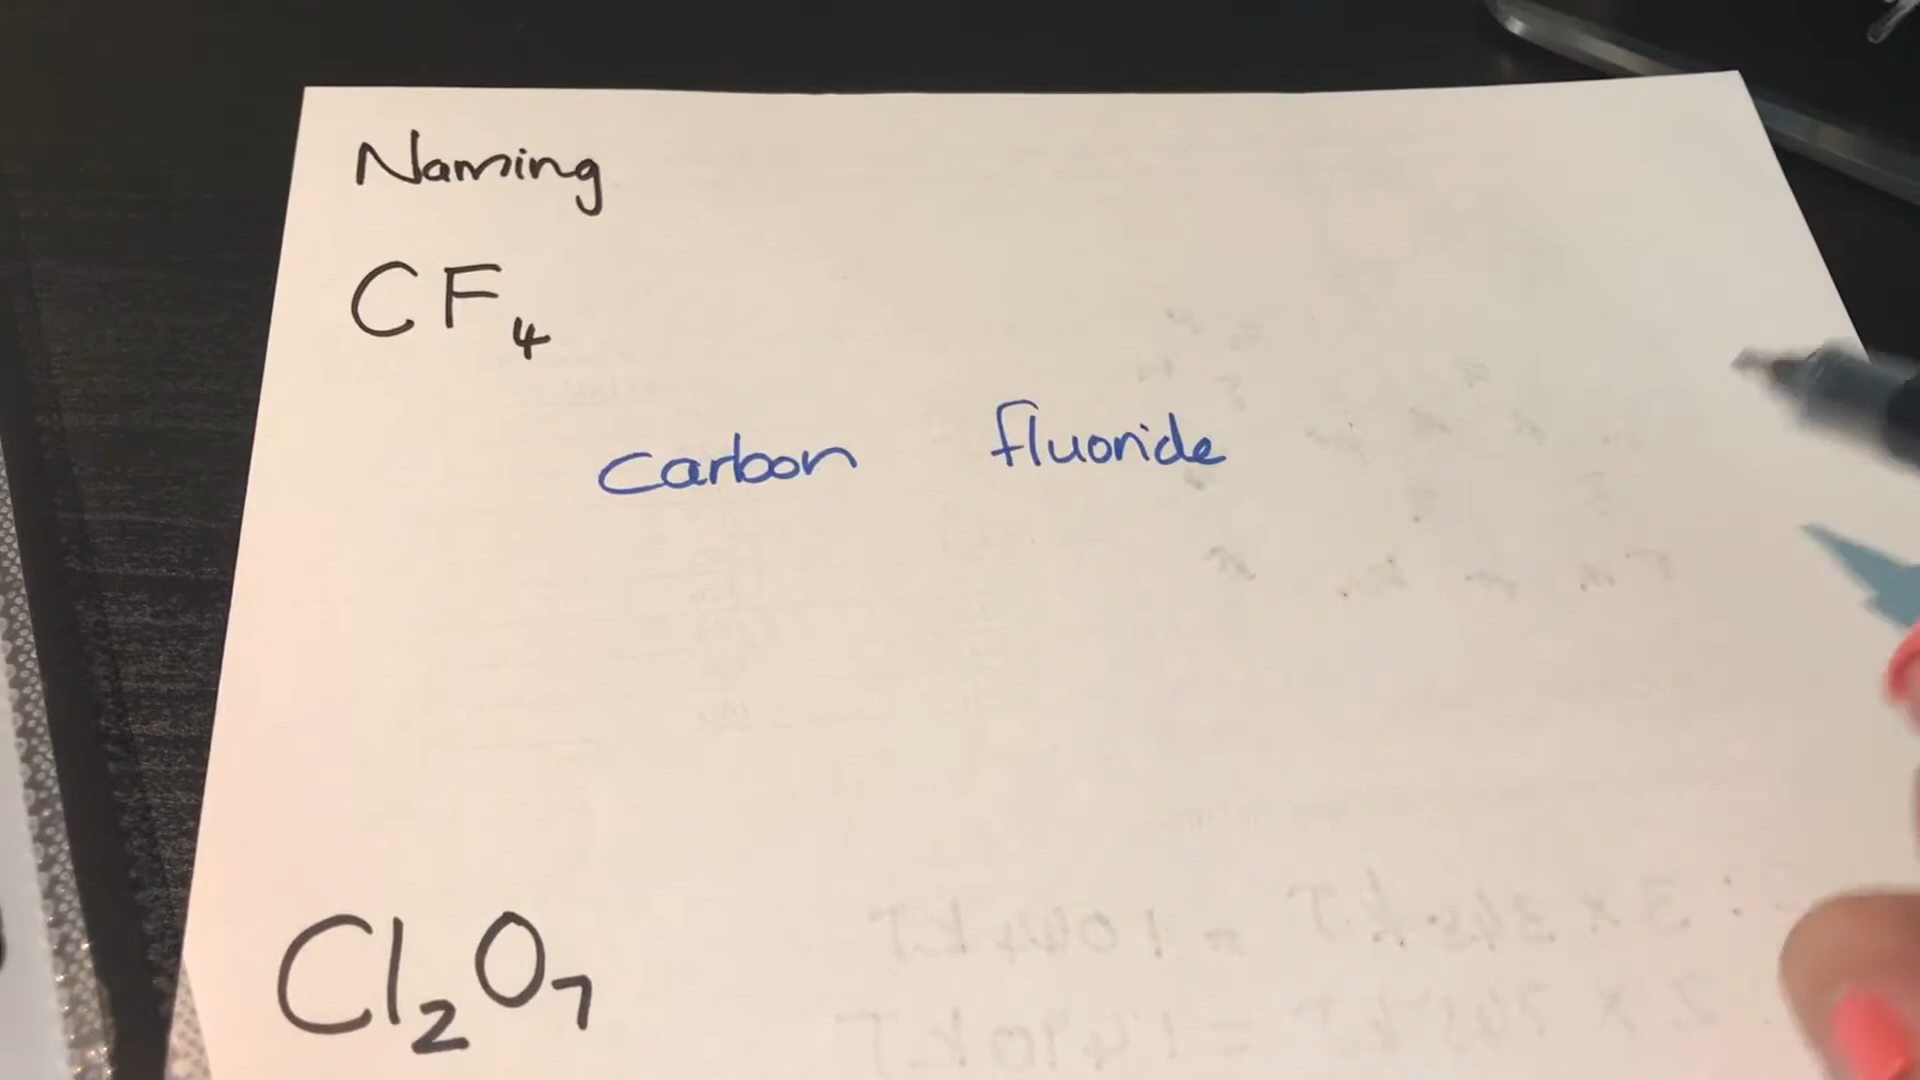 Naming
CF₄
carbon fluoride
Cl₂O₇